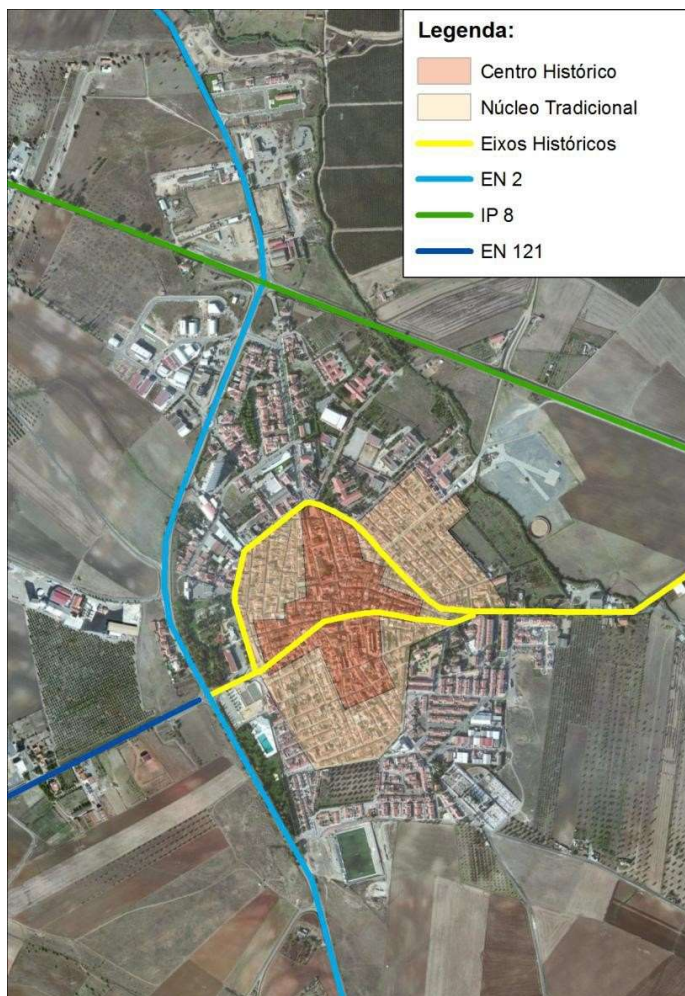 Legenda:
Centro Histórico
Núcleo Tradicional
Eixos Históricos
EN 2
IP 8
EN 121